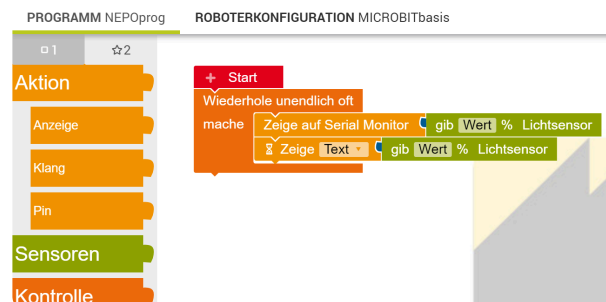 PROGRAMM NEPOprog ROBOTERKONFIGURATION MICROBITbasis
1 2
Aktion
Anzeige
Klang
Pin
Sensoren
Kontrolle
+ Start
Wiederhole unendlich oft
mache Zeige auf Serial Monitor gib Wert % Lichtsensor
Zeige Text gib Wert % Lichtsensor